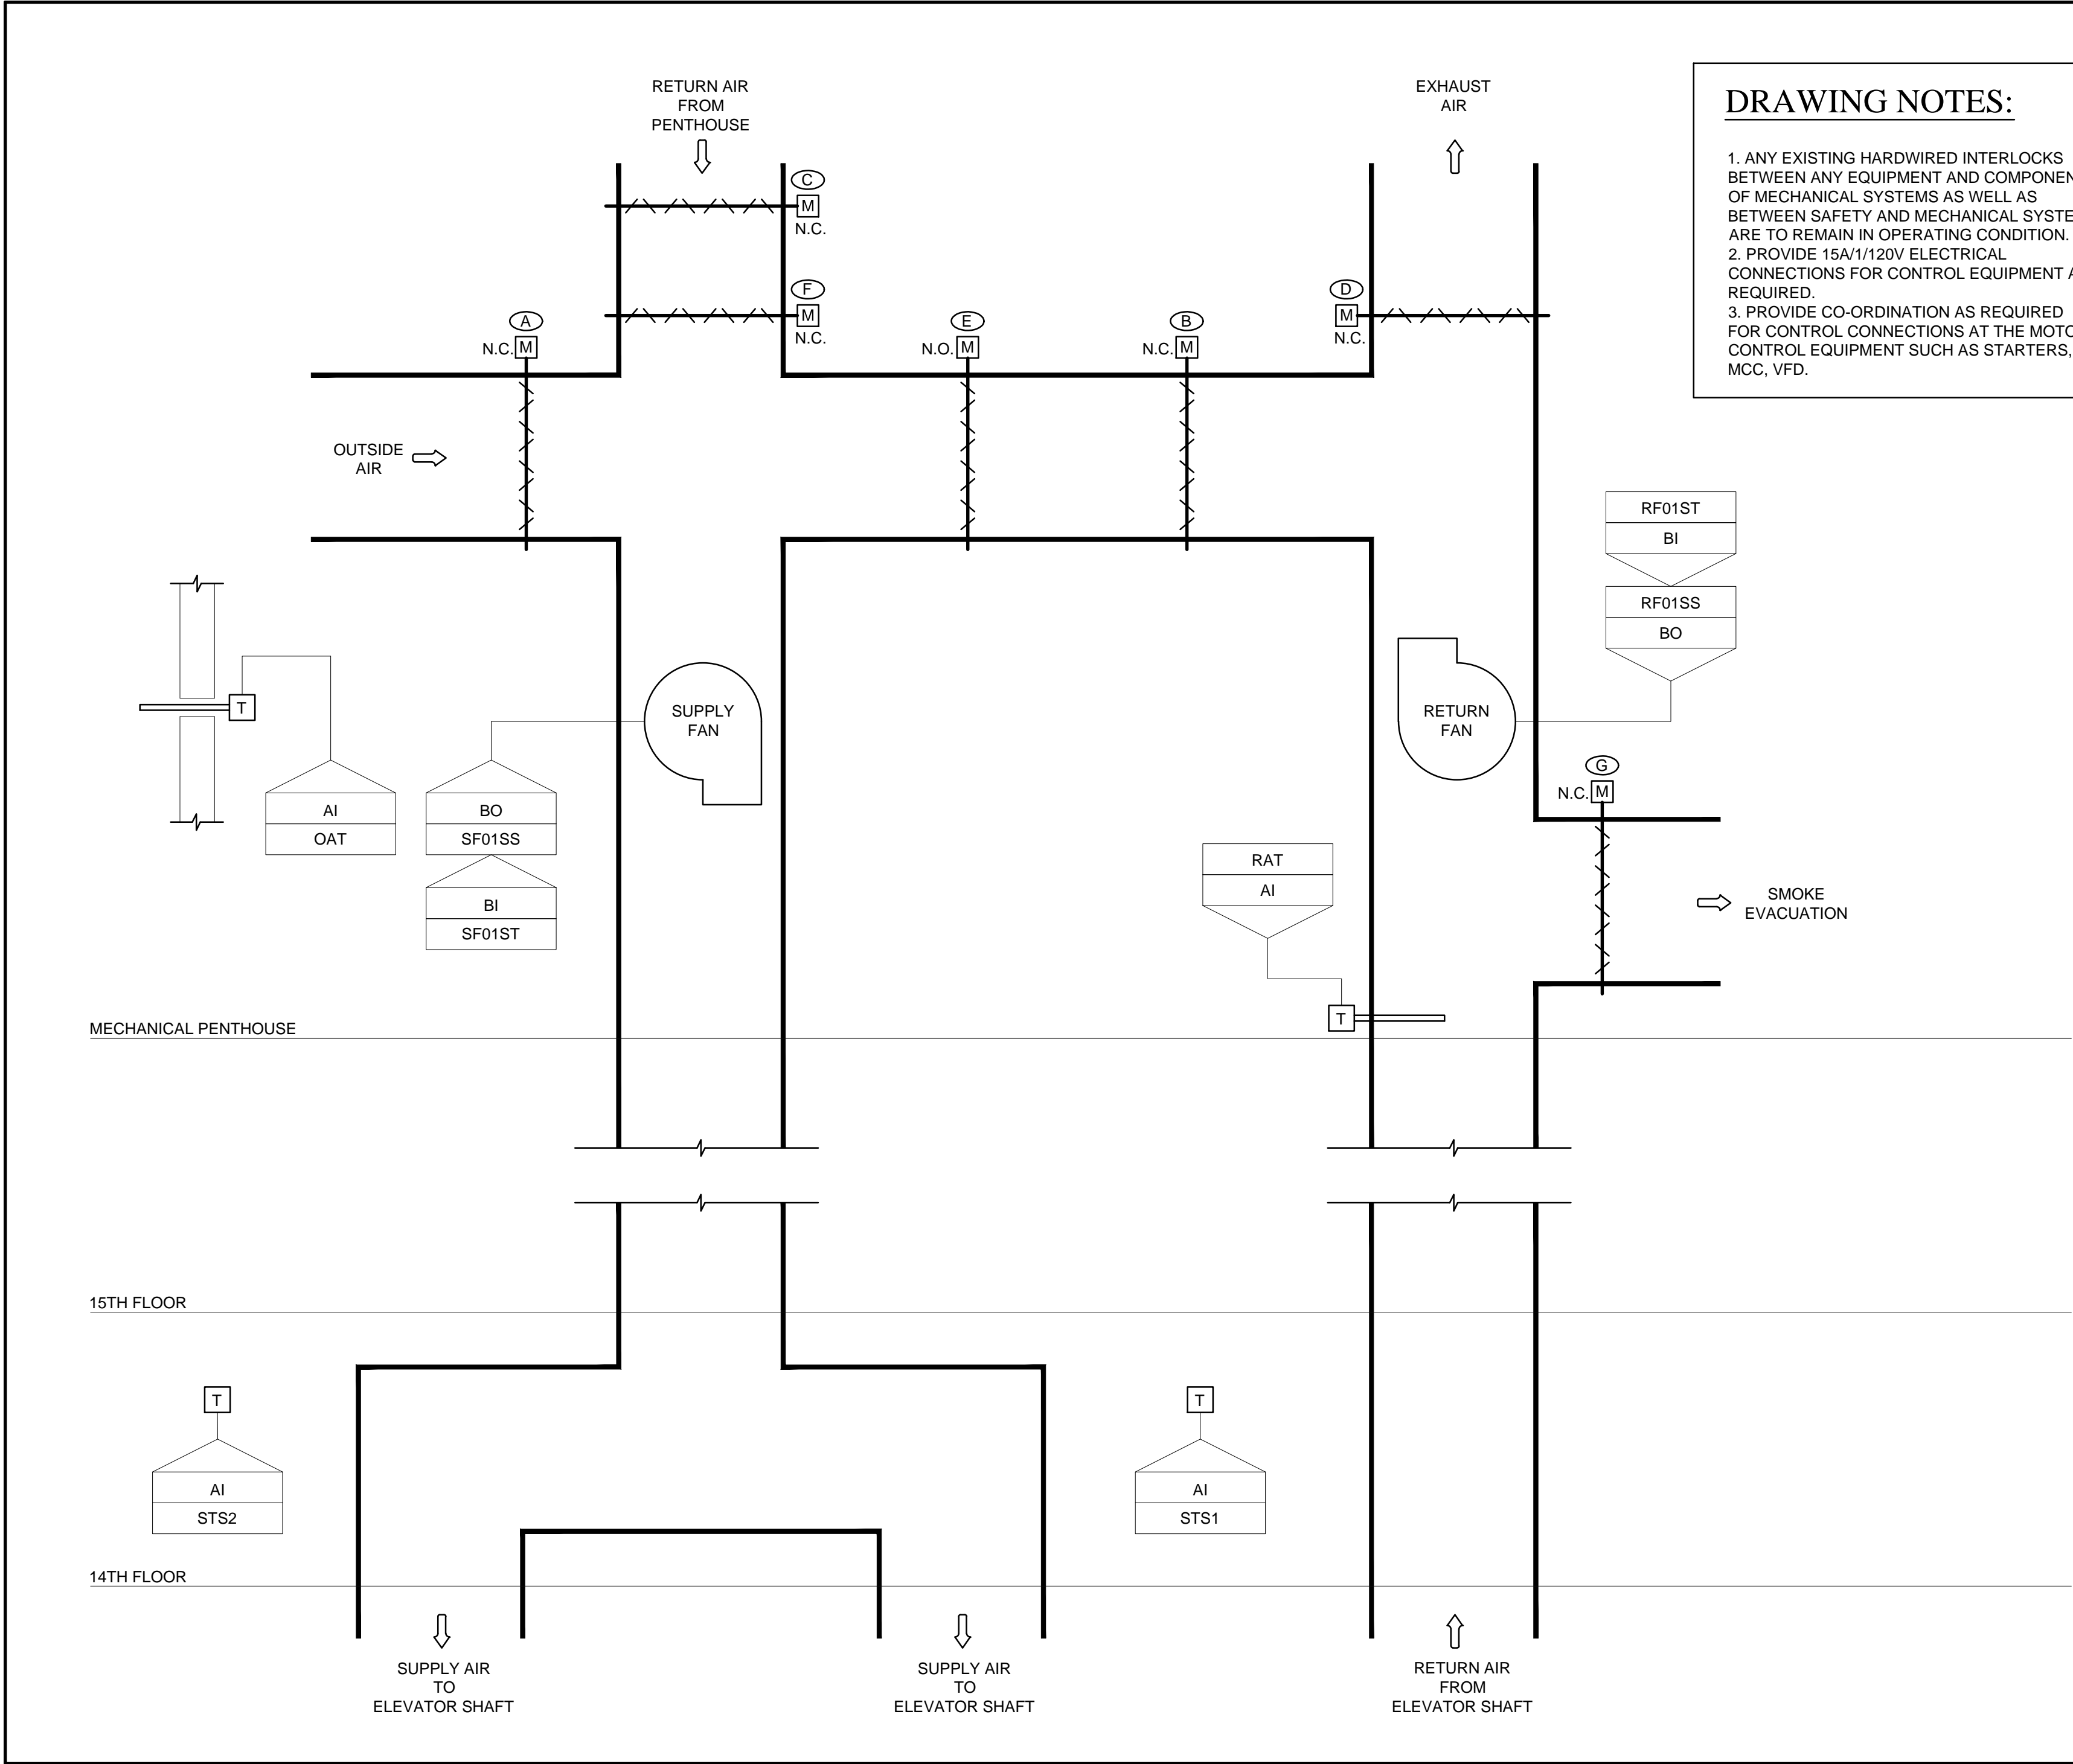 RETURN AIR
FROM
PENTHOUSE
EXHAUST
AIR
DRAWING NOTES:
1. ANY EXISTING HARDWIRED INTERLOCKS
BETWEEN ANY EQUIPMENT AND COMPONEN
OF MECHANICAL SYSTEMS AS WELL AS
BETWEEN SAFETY AND MECHANICAL SYSTE
ARE TO REMAIN IN OPERATING CONDITION.
2. PROVIDE 15A/1/120V ELECTRICAL
CONNECTIONS FOR CONTROL EQUIPMENT A
REQUIRED.
3. PROVIDE CO-ORDINATION AS REQUIRED
FOR CONTROL CONNECTIONS AT THE MOTO
CONTROL EQUIPMENT SUCH AS STARTERS,
MCC, VFD.
C
M
N.C.
F
M
N.C.
A
N.C. M
E
N.O. M
B
N.C. M
D
M
N.C.
OUTSIDE
AIR
RF01ST
BI
RF01SS
BO
T
AI
OAT
SUPPLY
FAN
BO
SF01SS
BI
SF01ST
RETURN
FAN
G
N.C. M
SMOKE
EVACUATION
RAT
AI
T
MECHANICAL PENTHOUSE
15TH FLOOR
T
AI
STS2
T
AI
STS1
14TH FLOOR
SUPPLY AIR
TO
ELEVATOR SHAFT
SUPPLY AIR
TO
ELEVATOR SHAFT
RETURN AIR
FROM
ELEVATOR SHAFT